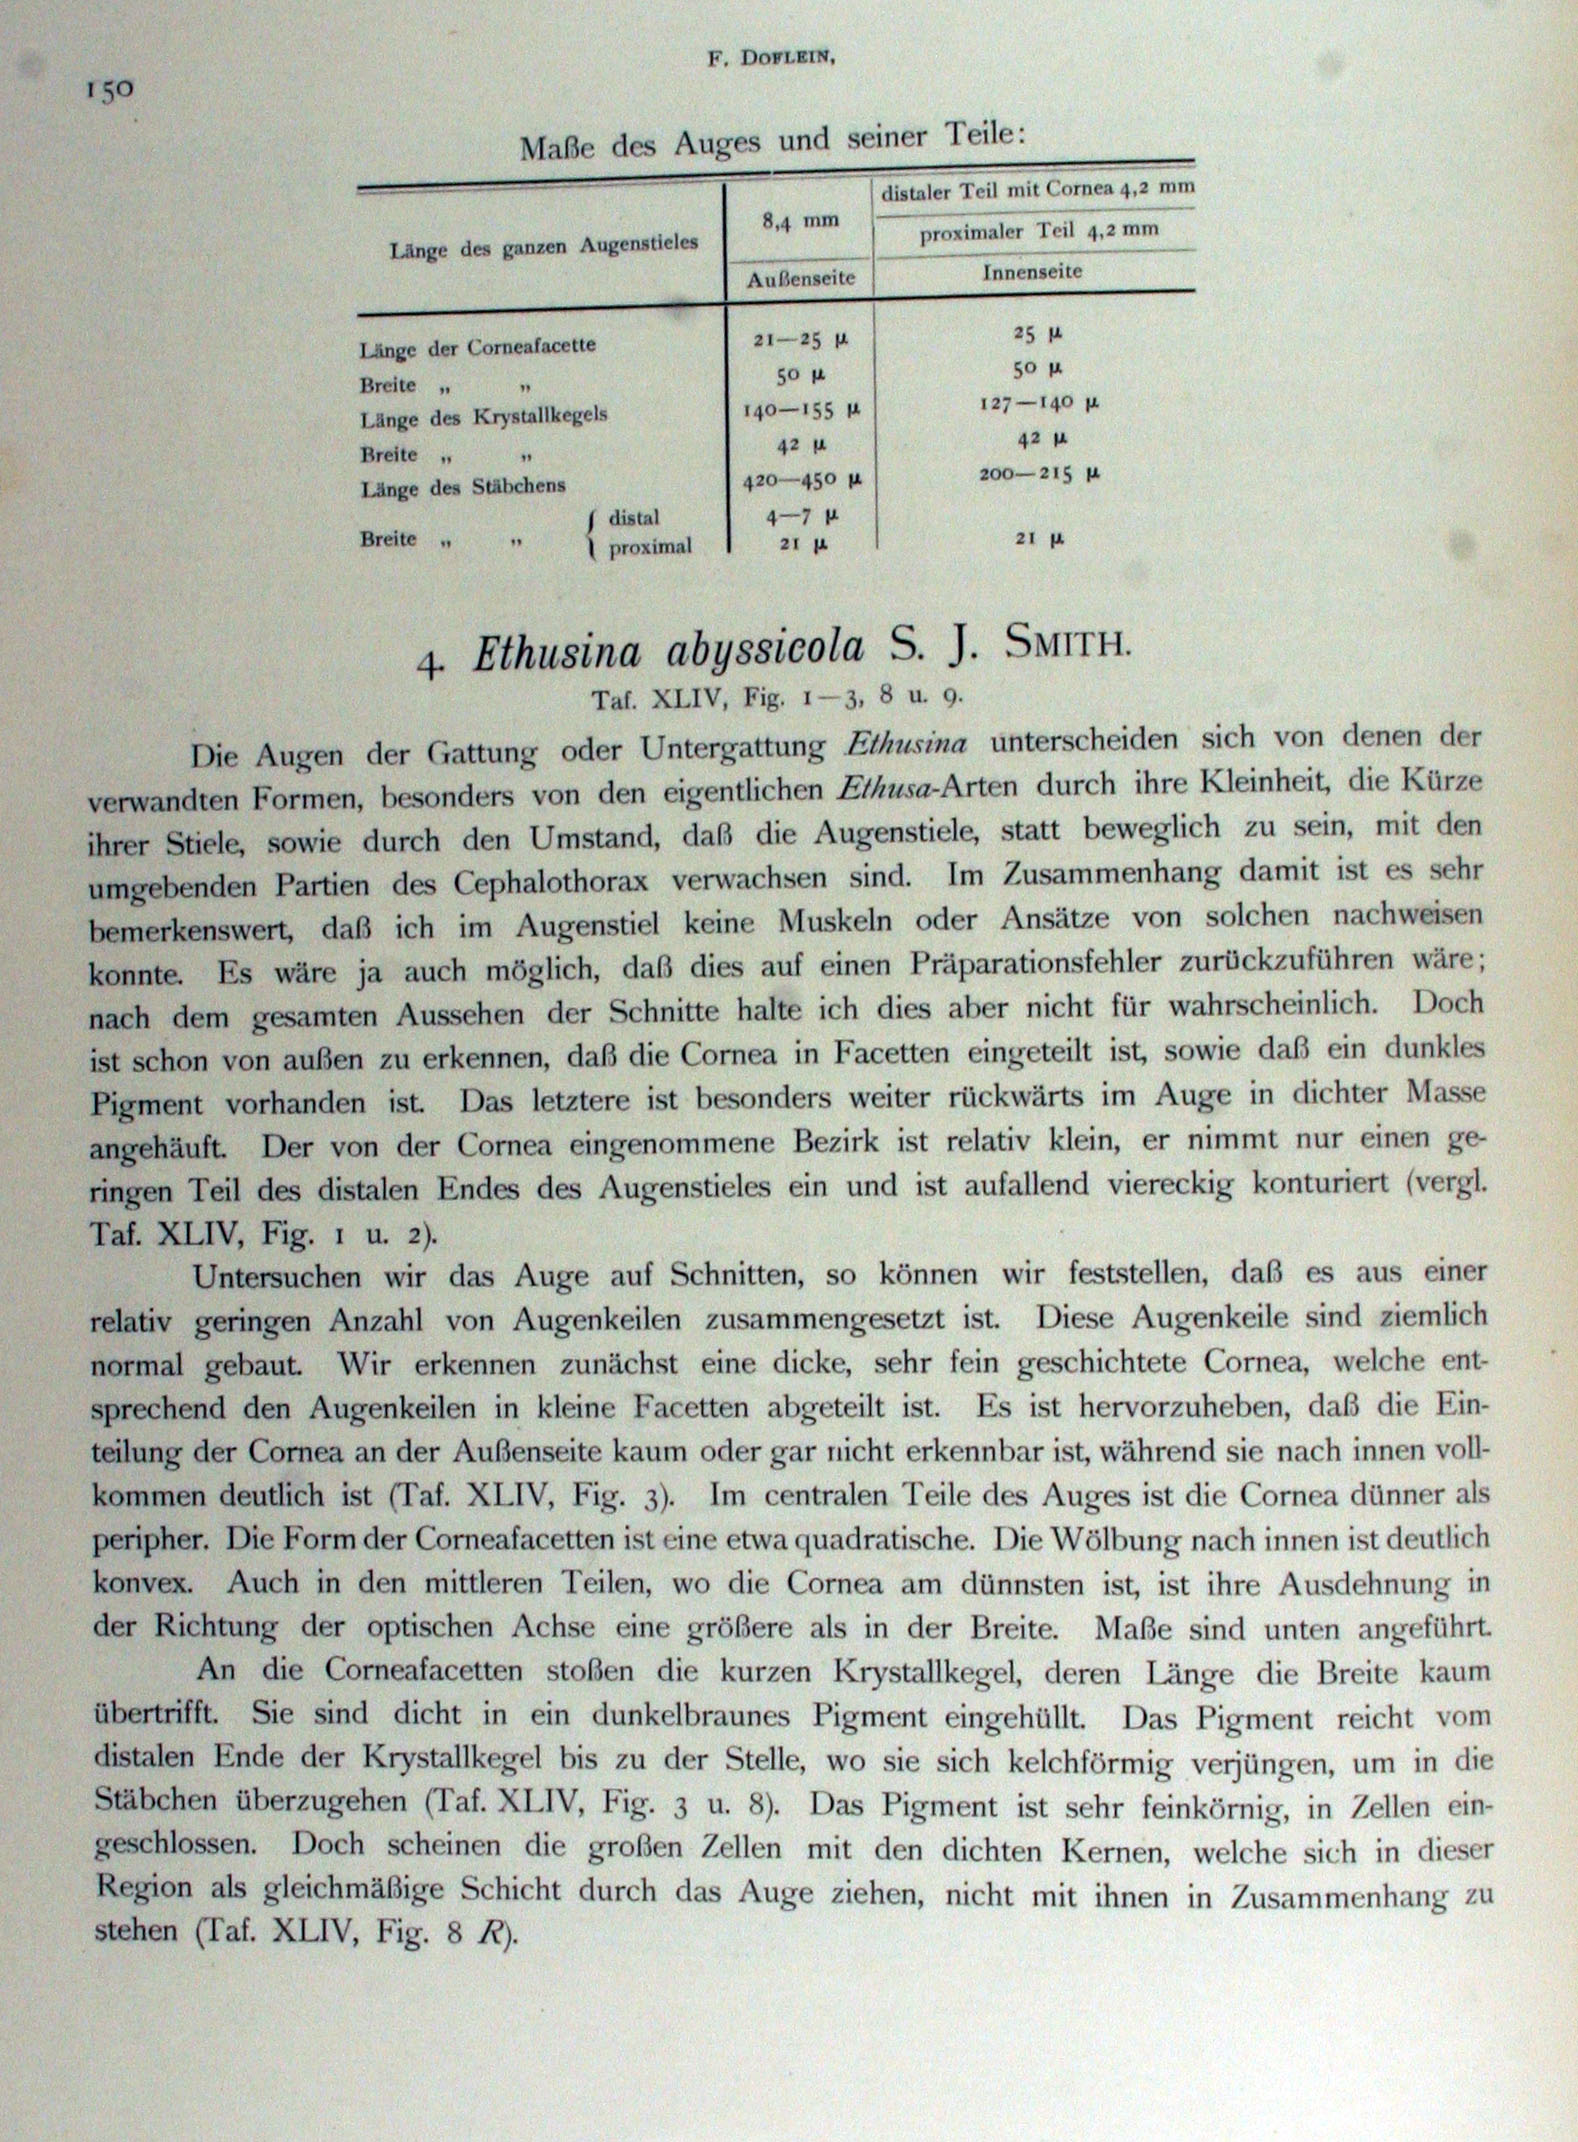 F. DOFLEIN,
150
Maße des Auges und seiner Teile:
Länge des ganzen Augenstieles 8,4 mm distaler Teil mit Cornea 4,2 mm
proximaler Teil 4,2 mm
Außenseite Innenseite
Länge der Corneafacette 21—25 µ 25 µ
Breite „ „ 50 µ 50 µ
Länge des Krystallkegels 140—155 µ 127—140 µ
Breite „ „ 42 µ 42 µ
Länge des Stäbchens 420—450 µ 200—215 µ
Breite „ „ { distal 4—7 µ
proximal 21 µ 21 µ
4. Ethusina abyssicola S. J. SMITH.
Taf. XLIV, Fig. 1—3, 8 u. 9.
Die Augen der Gattung oder Untergattung Ethusina unterscheiden sich von denen der
verwandten Formen, besonders von den eigentlichen Ethusa-Arten durch ihre Kleinheit, die Kürze
ihrer Stiele, sowie durch den Umstand, daß die Augenstiele, statt beweglich zu sein, mit den
umgebenden Partien des Cephalothorax verwachsen sind. Im Zusammenhang damit ist es sehr
bemerkenswert, daß ich im Augenstiel keine Muskeln oder Ansätze von solchen nachweisen
konnte. Es wäre ja auch möglich, daß dies auf einen Präparationsfehler zurückzuführen wäre;
nach dem gesamten Aussehen der Schnitte halte ich dies aber nicht für wahrscheinlich. Doch
ist schon von außen zu erkennen, daß die Cornea in Facetten eingeteilt ist, sowie daß ein dunkles
Pigment vorhanden ist. Das letztere ist besonders weiter rückwärts im Auge in dichter Masse
angehäuft. Der von der Cornea eingenommene Bezirk ist relativ klein, er nimmt nur einen ge-
ringen Teil des distalen Endes des Augenstieles ein und ist aufallend viereckig konturiert (vergl.
Taf. XLIV, Fig. 1 u. 2).
Untersuchen wir das Auge auf Schnitten, so können wir feststellen, daß es aus einer
relativ geringen Anzahl von Augenkeilen zusammengesetzt ist. Diese Augenkeile sind ziemlich
normal gebaut. Wir erkennen zunächst eine dicke, sehr fein geschichtete Cornea, welche ent-
sprechend den Augenkeilen in kleine Facetten abgeteilt ist. Es ist hervorzuheben, daß die Ein-
teilung der Cornea an der Außenseite kaum oder gar nicht erkennbar ist, während sie nach innen voll-
kommen deutlich ist (Taf. XLIV, Fig. 3). Im centralen Teile des Auges ist die Cornea dünner als
peripher. Die Form der Corneafacetten ist eine etwa quadratische. Die Wölbung nach innen ist deutlich
konvex. Auch in den mittleren Teilen, wo die Cornea am dünnsten ist, ist ihre Ausdehnung in
der Richtung der optischen Achse eine größere als in der Breite. Maße sind unten angeführt.
An die Corneafacetten stoßen die kurzen Krystallkegel, deren Länge die Breite kaum
übertrifft. Sie sind dicht in ein dunkelbraunes Pigment eingehüllt. Das Pigment reicht vom
distalen Ende der Krystallkegel bis zu der Stelle, wo sie sich kelchförmig verjüngen, um in die
Stäbchen überzugehen (Taf. XLIV, Fig. 3 u. 8). Das Pigment ist sehr feinkörnig, in Zellen ein-
geschlossen. Doch scheinen die großen Zellen mit den dichten Kernen, welche sich in dieser
Region als gleichmäßige Schicht durch das Auge ziehen, nicht mit ihnen in Zusammenhang zu
stehen (Taf. XLIV, Fig. 8 R).